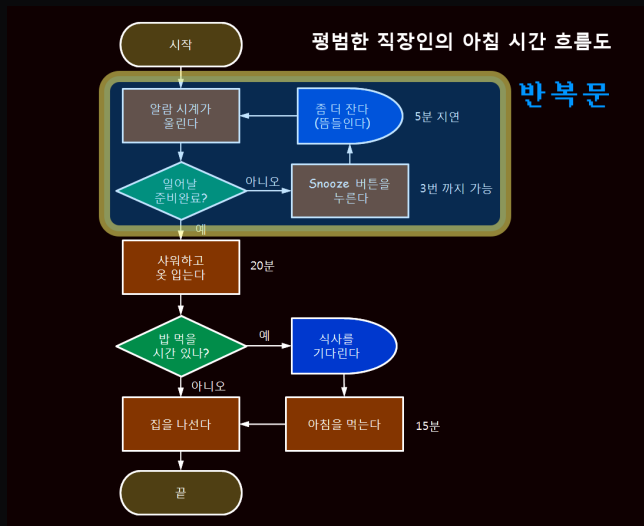 시작
평범한 직장인의 아침 시간 흐름도
반복문
알람 시계가
울린다
좀 더 잔다
(뜸들인다)
5분 지연
일어날
준비완료?
아니오
Snooze 버튼을
누른다
3번 까지 가능
예
샤워하고
옷 입는다
20분
밥 먹을
시간 있나?
예
식사를
기다린다
아니오
집을 나선다
아침을 먹는다
15분
끝